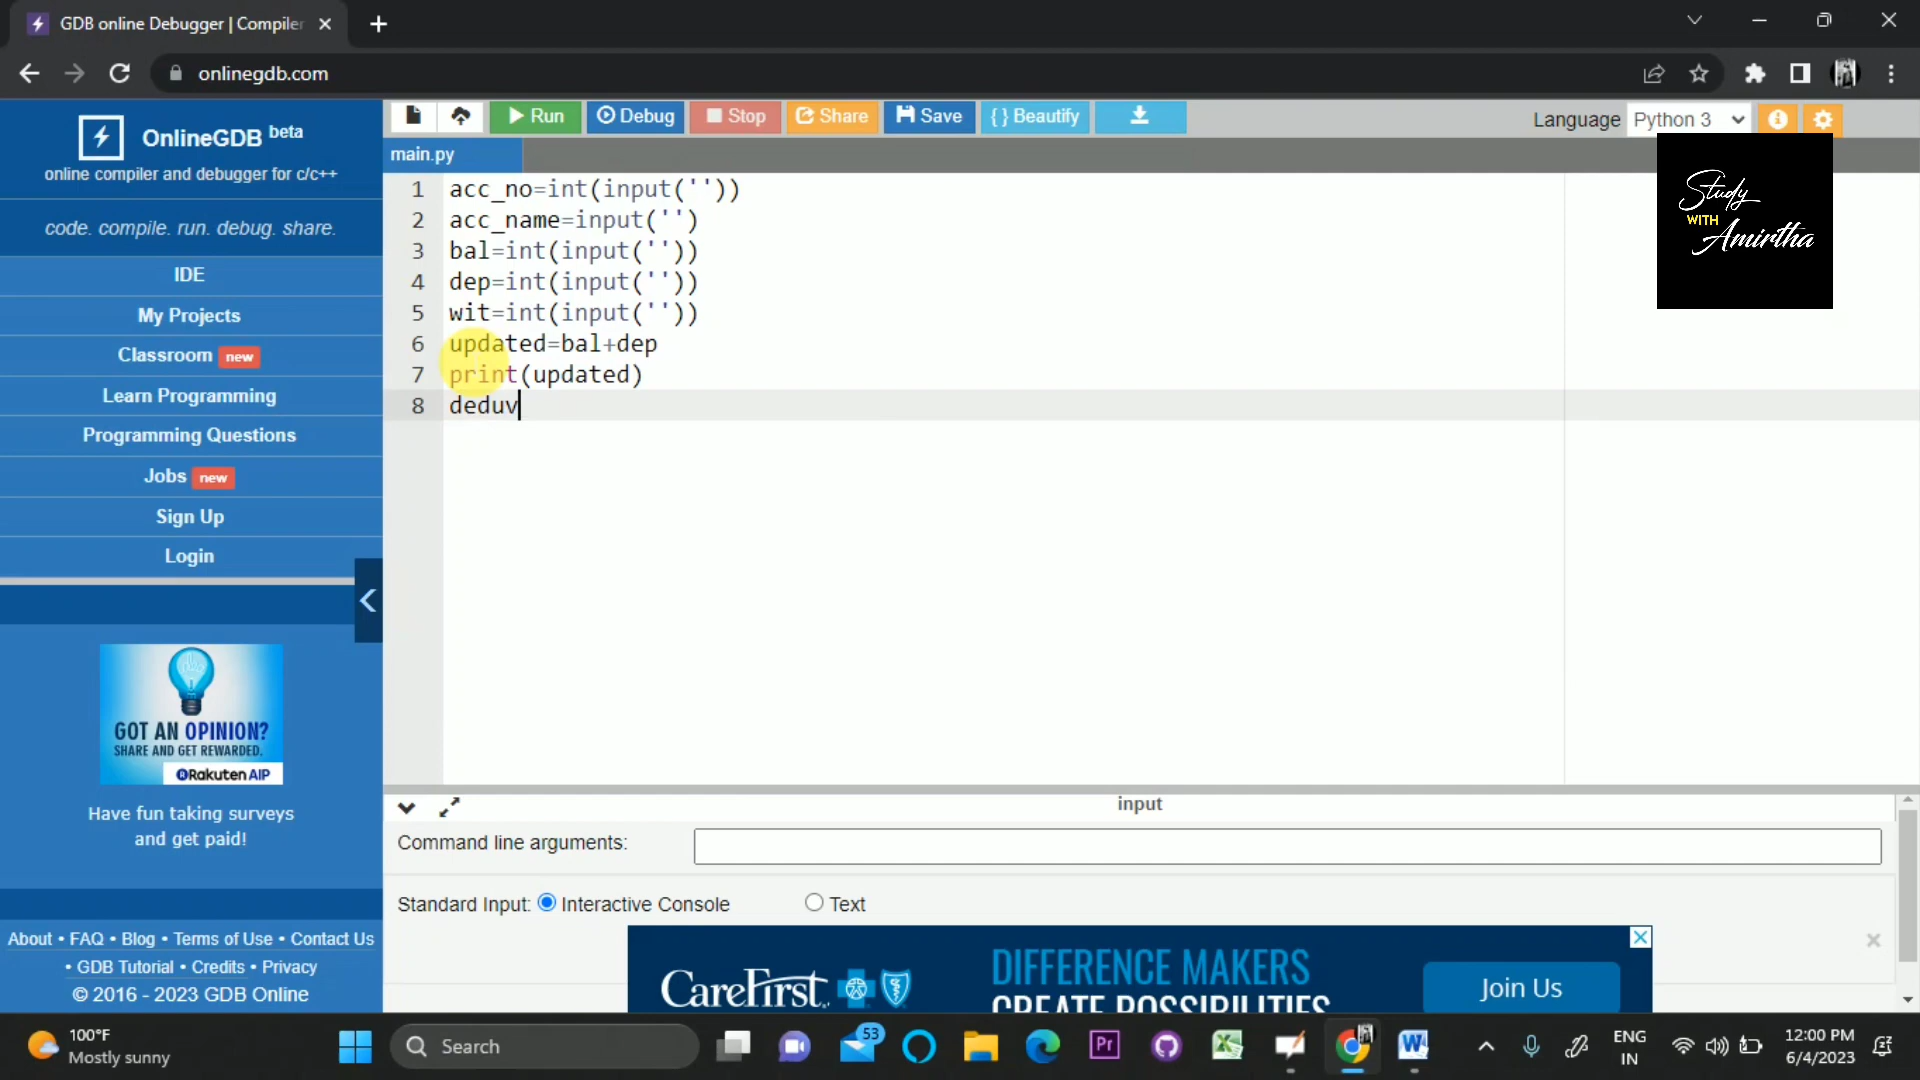 GDB online Debugger | Compiler
onlinegdb.com
OnlineGDB beta
online compiler and debugger for c/c++
code. compile. run. debug. share.
IDE
My Projects
Classroom new
Learn Programming
Programming Questions
Jobs new
Sign Up
Login
GOT AN OPINION?
SHARE AND GET REWARDED.
Rakuten AIP
Have fun taking surveys
and get paid!
About • FAQ • Blog • Terms of Use • Contact Us
• GDB Tutorial • Credits • Privacy
© 2016 - 2023 GDB Online
Run Debug Stop Share Save { } Beautify
Language Python 3
main.py
1 acc_no=int(input(''))
2 acc_name=input('')
3 bal=int(input(''))
4 dep=int(input(''))
5 wit=int(input(''))
6 updated=bal+dep
7 print(updated)
8 deduv
Study
WITH
Amirtha
input
Command line arguments:
Standard Input: Interactive Console Text
CareFirst
DIFFERENCE MAKERS
CREATE POSSIBILITIES
Join Us
100°F
Mostly sunny
Search
53
Pr
ENG
IN
12:00 PM
6/4/2023